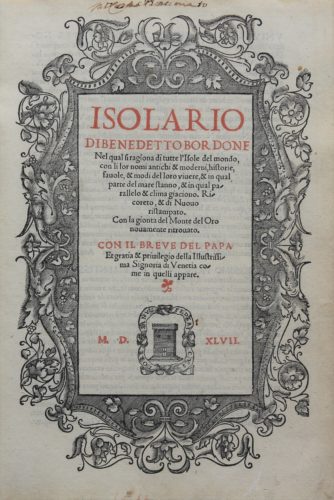 ISOLARIO
DI BENEDETTO BORDONE
Nel qual si ragiona di tutte l'Isole del mondo,
con li lor nomi antichi & moderni, historie,
fauole, & modi del loro viuere, & in qual
parte del mare stanno, & in qual pa
rallelo & clima giaciono. Ri
coreto, & di Nuouo
ristampato.
Con la gionta del Monte del Oro
nouamente ritrouato.
CON IL BREVE DEL PAPA
Et gratia & priuilegio della Illustrissi
ma Signoria di Venetia co
me in quelli appare.
M. D. XLVII.